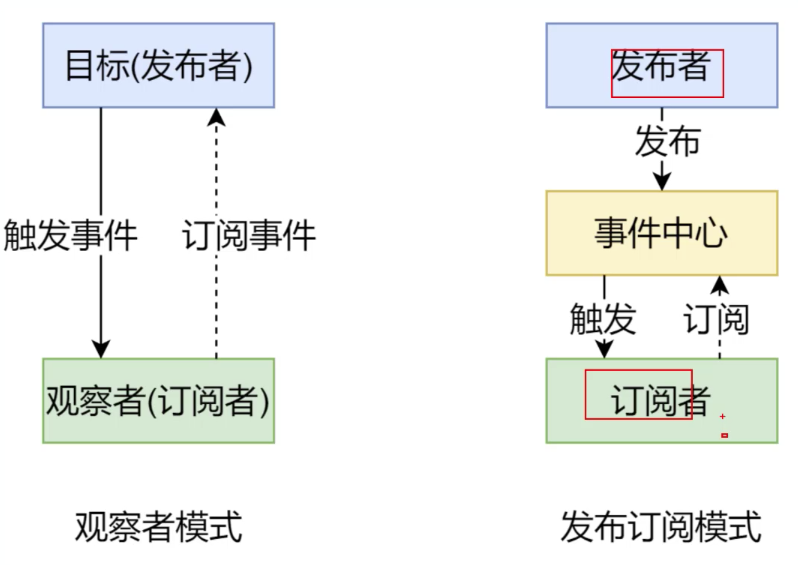 目标(发布者)
触发事件
订阅事件
观察者(订阅者)
观察者模式
发布者
发布
事件中心
触发
订阅
订阅者
发布订阅模式